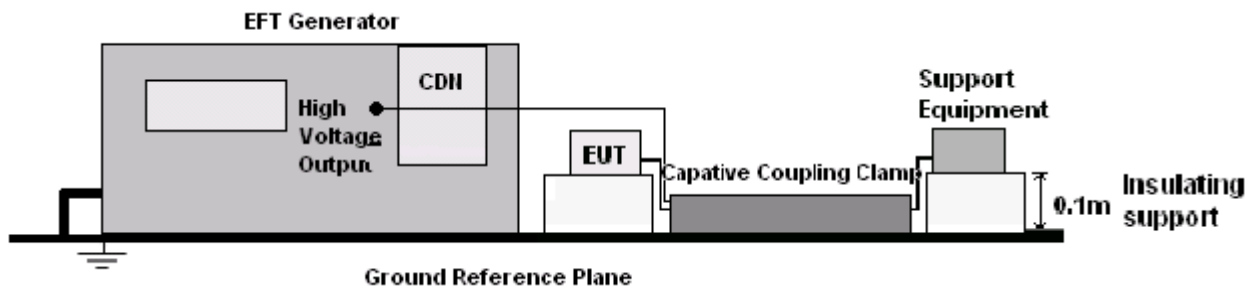 EFT Generator
CDN
High
Voltage
Output
EUT
Capative Coupling Clamp
Support
Equipment
0.1m
Insulating
support
Ground Reference Plane